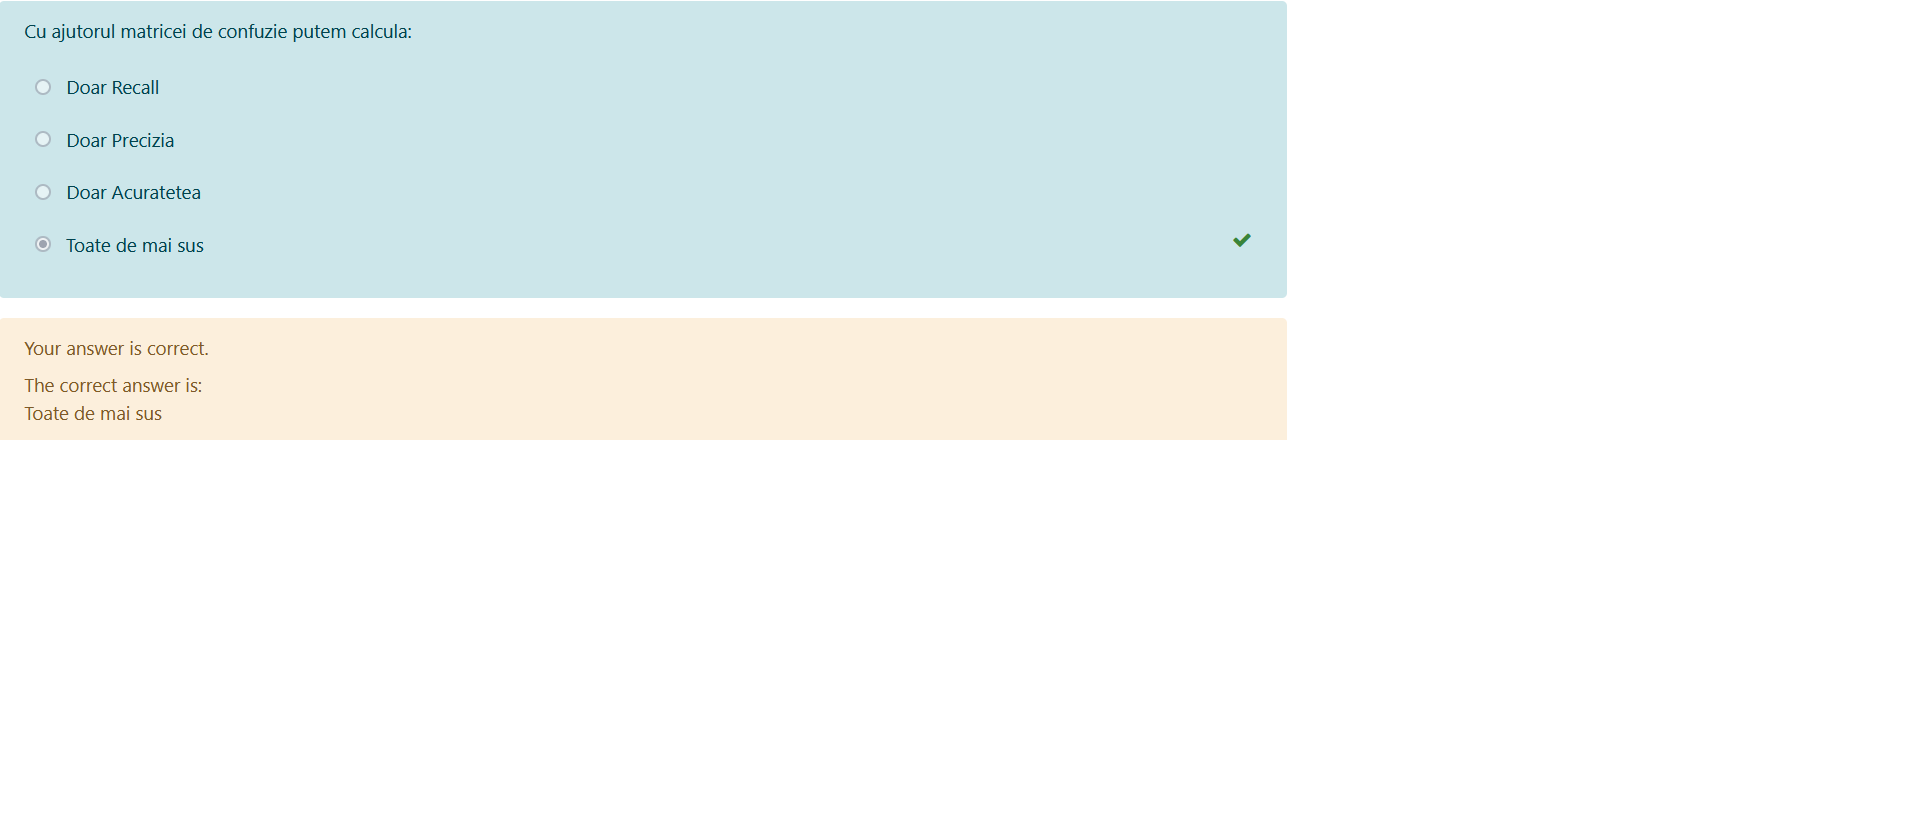 Cu ajutorul matricei de confuzie putem calcula:
Doar Recall
Doar Precizia
Doar Acuratetea
Toate de mai sus
Your answer is correct.
The correct answer is:
Toate de mai sus